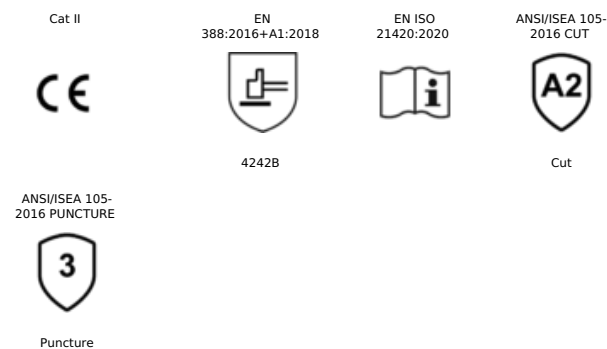 Cat II
EN
388:2016+A1:2018
EN ISO
21420:2020
ANSI/ISEA 105-
2016 CUT
CE
i
A2
4242B
Cut
ANSI/ISEA 105-
2016 PUNCTURE
3
Puncture